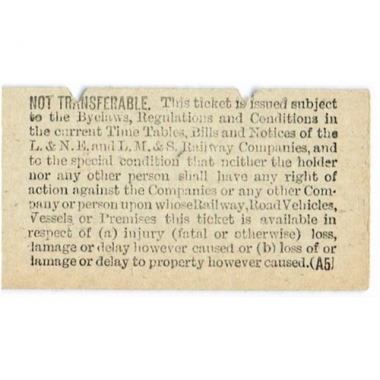 NOT TRANSFERABLE. This ticket is issued subject
to the Byelaws, Regulations and Conditions in
the current Time Tables, Bills and Notices of the
L. & N. E. and L. M. & S. Railway Companies, and
to the special condition that neither the holder
nor any other person shall have any right of
action against the Companies or any other Com-
pany or person upon whose Railway, Road Vehicles,
Vessels or Premises this ticket is available in
respect of (a) injury (fatal or otherwise) loss,
damage or delay however caused or (b) loss of or
damage or delay to property however caused. (A5)